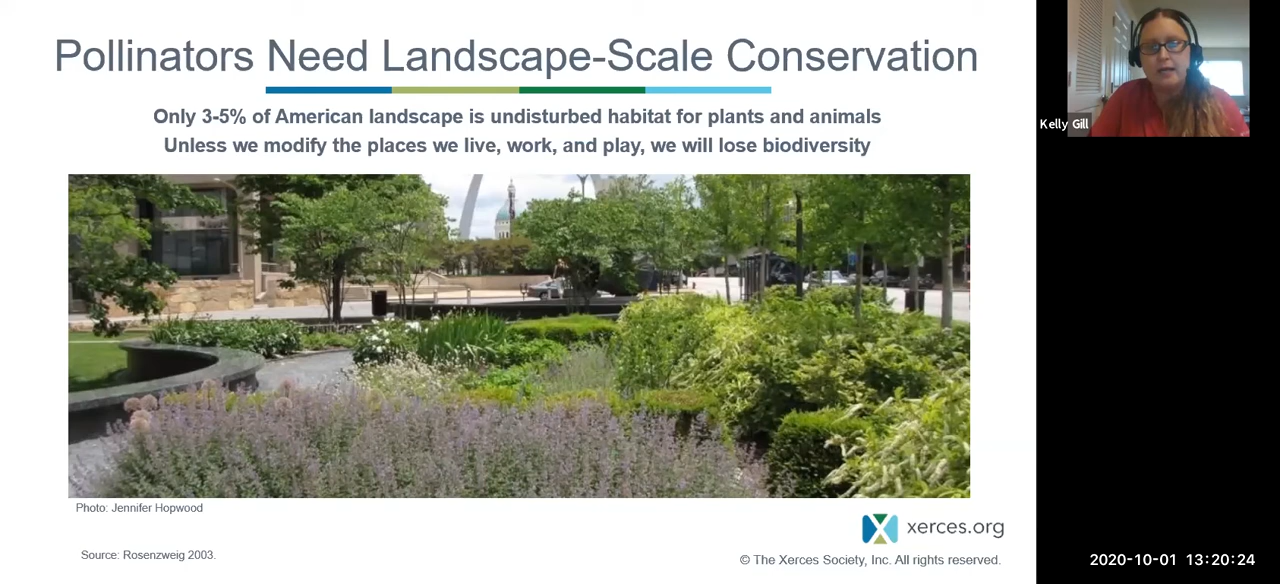 Pollinators Need Landscape-Scale Conservation
Only 3-5% of American landscape is undisturbed habitat for plants and animals
Unless we modify the places we live, work, and play, we will lose biodiversity
Kelly Gill
Photo: Jennifer Hopwood
xerces.org
Source: Rosenzweig 2003.
© The Xerces Society, Inc. All rights reserved.
2020-10-01 13:20:24